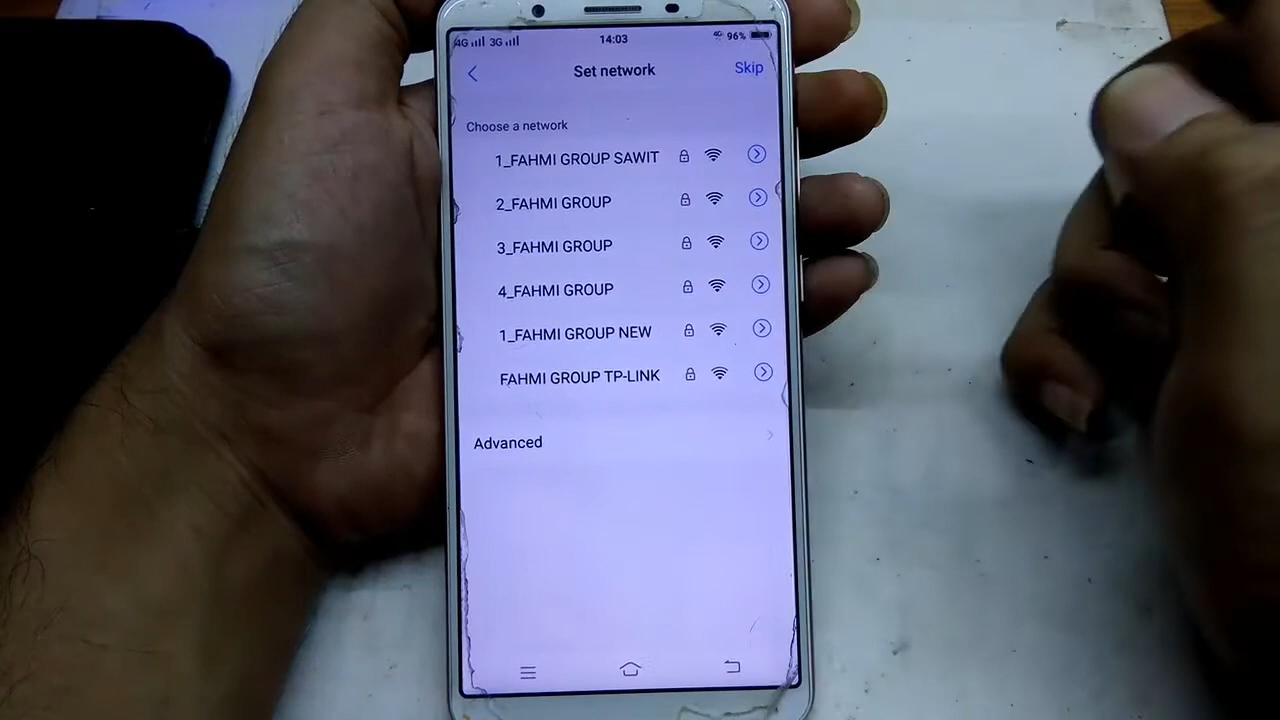 4G 3G 14:03 4G 96%
Set network Skip
Choose a network
1_FAHMI GROUP SAWIT
2_FAHMI GROUP
3_FAHMI GROUP
4_FAHMI GROUP
1_FAHMI GROUP NEW
FAHMI GROUP TP-LINK
Advanced